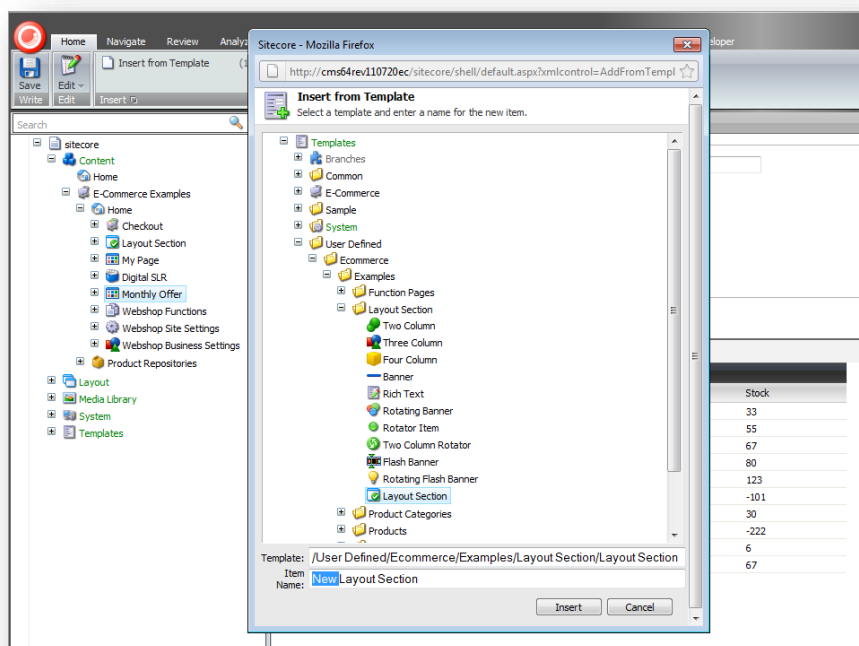 Home Navigate Review Analyz
eloper
Insert from Template (1
Save
Edit
Write Edit Insert
Search
sitecore
Content
Home
E-Commerce Examples
Home
Checkout
Layout Section
My Page
Digital SLR
Monthly Offer
Webshop Functions
Webshop Site Settings
Webshop Business Settings
Product Repositories
Layout
Media Library
System
Templates
Sitecore - Mozilla Firefox
http://cms64rev110720ec/sitecore/shell/default.aspx?xmlcontrol=AddFromTempl
Insert from Template
Select a template and enter a name for the new item.
Templates
Branches
Common
E-Commerce
Sample
System
User Defined
Ecommerce
Examples
Function Pages
Layout Section
Two Column
Three Column
Four Column
Banner
Rich Text
Rotating Banner
Rotator Item
Two Column Rotator
Flash Banner
Rotating Flash Banner
Layout Section
Product Categories
Products
Template: /User Defined/Ecommerce/Examples/Layout Section/Layout Section
Item
Name: New Layout Section
Insert Cancel
Stock
33
55
67
80
123
-101
30
-222
6
67